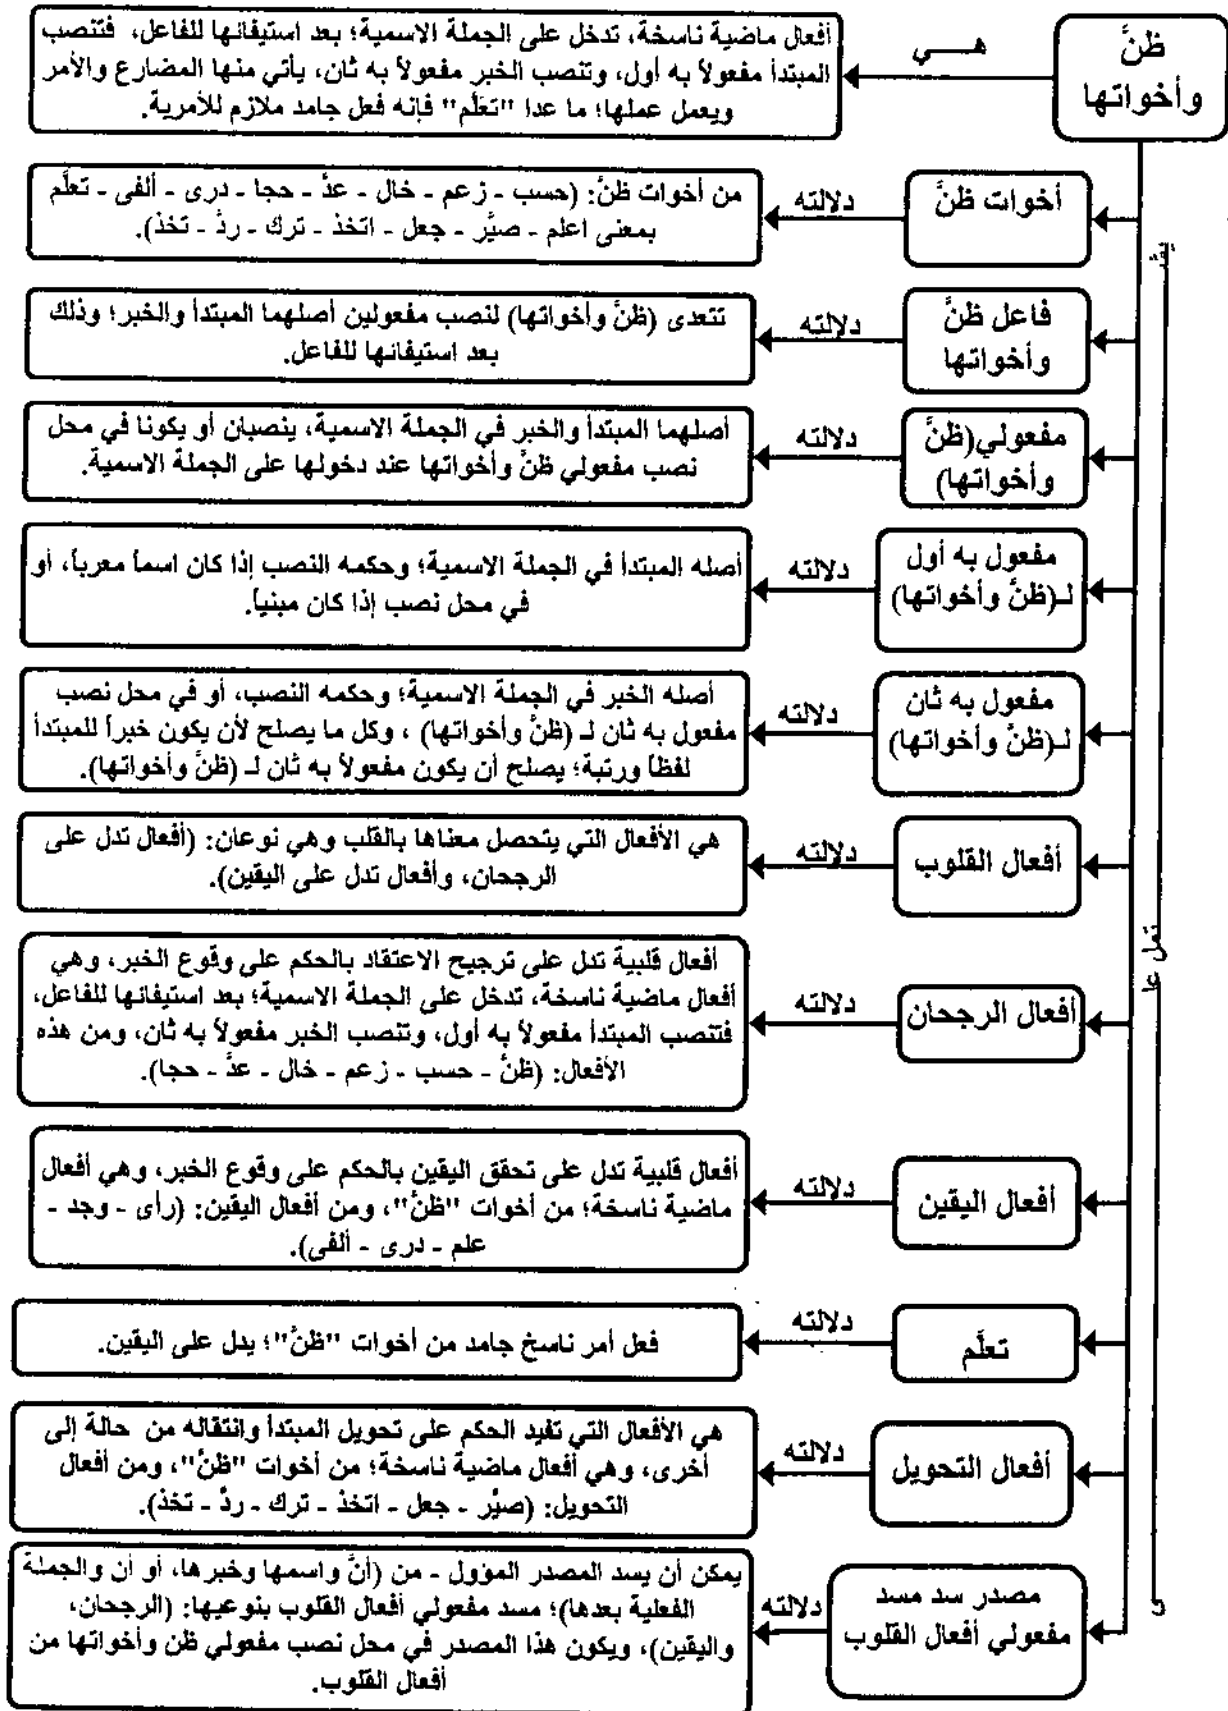 ظنَّ
وأخواتها
هـــي
أفعال ماضية ناسخة، تدخل على الجملة الاسمية؛ بعد استيفائها للفاعل، فتنصب
المبتدأ مفعولاً به أول، وتنصب الخبر مفعولاً به ثان، يأتي منها المضارع والأمر
ويعمل عملها؛ ما عدا "تعلَّم" فإنه فعل جامد ملازم للأمرية.
يشـ
تمل علـ
ى
أخوات ظنَّ
دلالته
من أخوات ظنَّ: (حسب - زعم - خال - عدَّ - حجا - درى - ألفى - تعلَّم
بمعنى اعلم - صيَّر - جعل - اتخذ - ترك - ردَّ - تخذ).
فاعل ظنَّ
وأخواتها
دلالته
تتعدى (ظنَّ وأخواتها) لنصب مفعولين أصلهما المبتدأ والخبر؛ وذلك
بعد استيفائها للفاعل.
مفعولي(ظنَّ
وأخواتها)
دلالته
أصلهما المبتدأ والخبر في الجملة الاسمية، ينصبان أو يكونا في محل
نصب مفعولي ظنَّ وأخواتها عند دخولها على الجملة الاسمية.
مفعول به أول
لـ(ظنَّ وأخواتها)
دلالته
أصله المبتدأ في الجملة الاسمية؛ وحكمه النصب إذا كان اسماً معرباً، أو
في محل نصب إذا كان مبنياً.
مفعول به ثان
لـ(ظنَّ وأخواتها)
دلالته
أصله الخبر في الجملة الاسمية؛ وحكمه النصب، أو في محل نصب
مفعول به ثان لـ (ظنَّ وأخواتها) ، وكل ما يصلح لأن يكون خبراً للمبتدأ
لفظاً ورتبة؛ يصلح أن يكون مفعولاً به ثان لـ (ظنَّ وأخواتها).
أفعال القلوب
دلالته
هي الأفعال التي يتحصل معناها بالقلب وهي نوعان: (أفعال تدل على
الرجحان، وأفعال تدل على اليقين).
أفعال الرجحان
دلالته
أفعال قلبية تدل على ترجيح الاعتقاد بالحكم على وقوع الخبر، وهي
أفعال ماضية ناسخة، تدخل على الجملة الاسمية؛ بعد استيفائها للفاعل،
فتنصب المبتدأ مفعولاً به أول، وتنصب الخبر مفعولاً به ثان، ومن هذه
الأفعال: (ظنَّ - حسب - زعم - خال - عدَّ - حجا).
أفعال اليقين
دلالته
أفعال قلبية تدل على تحقق اليقين بالحكم على وقوع الخبر، وهي أفعال
ماضية ناسخة؛ من أخوات "ظنَّ"، ومن أفعال اليقين: (رأى - وجد -
علم - درى - ألفى).
تعلَّم
دلالته
فعل أمر ناسخ جامد من أخوات "ظنَّ"؛ يدل على اليقين.
أفعال التحويل
دلالته
هي الأفعال التي تفيد الحكم على تحويل المبتدأ وانتقاله من حالة إلى
أخرى، وهي أفعال ماضية ناسخة؛ من أخوات "ظنَّ"، ومن أفعال
التحويل: (صيَّر - جعل - اتخذ - ترك - ردَّ - تخذ).
مصدر سد مسد
مفعولي أفعال القلوب
دلالته
يمكن أن يسد المصدر المؤول - من (أنَّ واسمها وخبرها، أو أن والجملة
الفعلية بعدها)؛ مسد مفعولي أفعال القلوب بنوعيها: (الرجحان،
واليقين)، ويكون هذا المصدر في محل نصب مفعولي ظن وأخواتها من
أفعال القلوب.